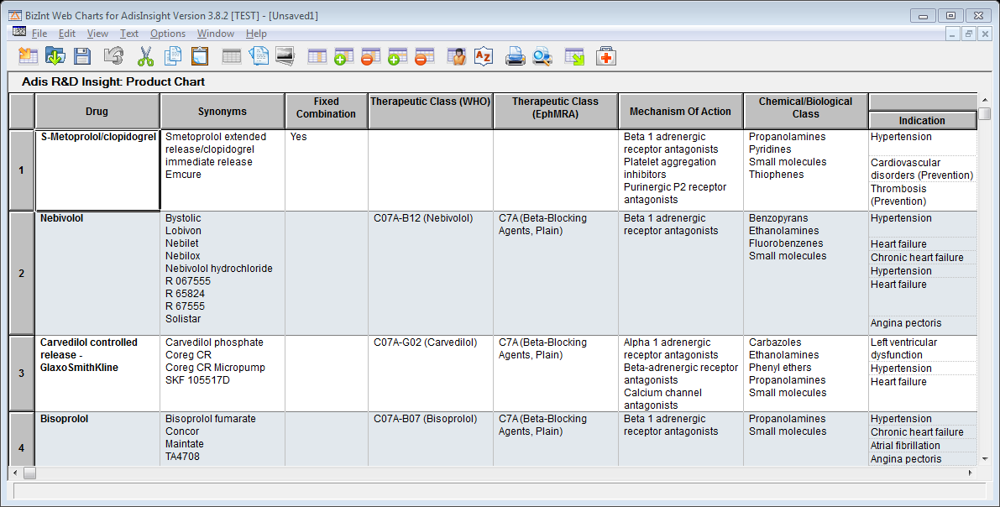 BizInt Web Charts for AdisInsight Version 3.8.2 [TEST] - [Unsaved1]
File Edit View Text Options Window Help
Adis R&D Insight: Product Chart
Drug
Synonyms
Fixed
Combination
Therapeutic Class (WHO)
Therapeutic Class
(EphMRA)
Mechanism Of Action
Chemical/Biological
Class
Indication
1
S-Metoprolol/clopidogrel
Smetoprolol extended
release/clopidogrel
immediate release
Emcure
Yes
Beta 1 adrenergic
receptor antagonists
Platelet aggregation
inhibitors
Purinergic P2 receptor
antagonists
Propanolamines
Pyridines
Small molecules
Thiophenes
Hypertension
Cardiovascular
disorders (Prevention)
Thrombosis
(Prevention)
2
Nebivolol
Bystolic
Lobivon
Nebilet
Nebilox
Nebivolol hydrochloride
R 067555
R 65824
R 67555
Solistar
C07A-B12 (Nebivolol)
C7A (Beta-Blocking
Agents, Plain)
Beta 1 adrenergic
receptor antagonists
Benzopyrans
Ethanolamines
Fluorobenzenes
Small molecules
Hypertension
Heart failure
Chronic heart failure
Hypertension
Heart failure
Angina pectoris
3
Carvedilol controlled
release -
GlaxoSmithKline
Carvedilol phosphate
Coreg CR
Coreg CR Micropump
SKF 105517D
C07A-G02 (Carvedilol)
C7A (Beta-Blocking
Agents, Plain)
Alpha 1 adrenergic
receptor antagonists
Beta-adrenergic receptor
antagonists
Calcium channel
antagonists
Carbazoles
Ethanolamines
Phenyl ethers
Propanolamines
Small molecules
Left ventricular
dysfunction
Hypertension
Heart failure
4
Bisoprolol
Bisoprolol fumarate
Concor
Maintate
TA4708
C07A-B07 (Bisoprolol)
C7A (Beta-Blocking
Agents, Plain)
Beta 1 adrenergic
receptor antagonists
Propanolamines
Small molecules
Hypertension
Chronic heart failure
Atrial fibrillation
Angina pectoris